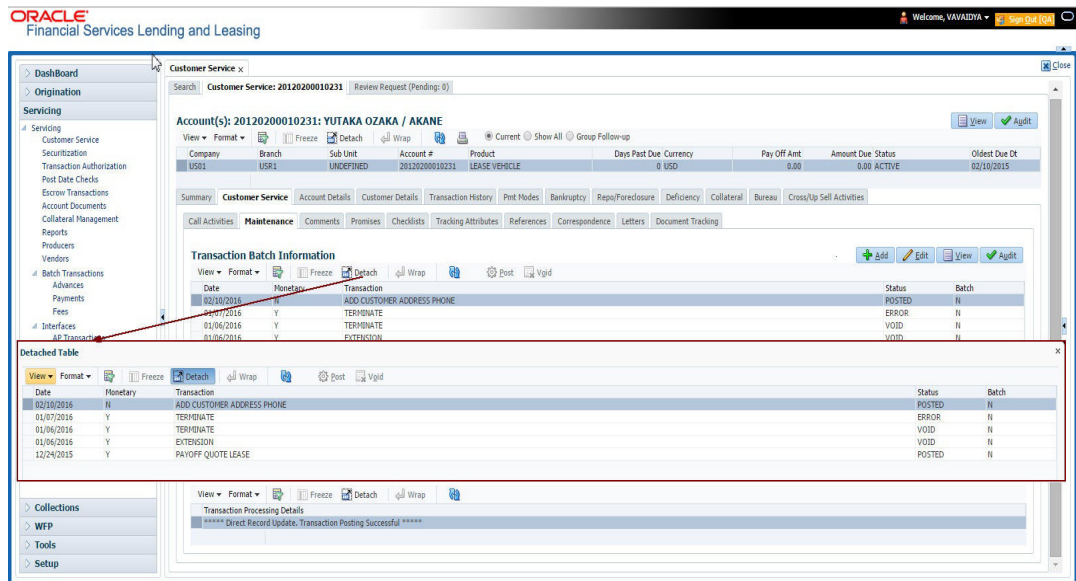 ORACLE
Financial Services Lending and Leasing
Welcome, VAVAIDYA
Sign Out [QA]
Close
DashBoard
Origination
Servicing
Servicing
Customer Service
Securitization
Transaction Authorization
Post Date Checks
Escrow Transactions
Account Documents
Collateral Management
Reports
Producers
Vendors
Batch Transactions
Advances
Payments
Fees
Interfaces
AP Transactions
Customer Service x
Search Customer Service: 20120200010231 Review Request (Pending: 0)
Account(s): 20120200010231: YUTAKA OZAKA / AKANE
View Audit
View Format Freeze Detach Wrap Current Show All Group Follow-up
Company Branch Sub Unit Account # Product Days Past Due Currency Pay Off Amt Amount Due Status Oldest Due Dt
US01 USR1 UNDEFINED 20120200010231 LEASE VEHICLE 0 USD 0.00 0.00 ACTIVE 02/10/2015
Summary Customer Service Account Details Customer Details Transaction History Pmt Modes Bankruptcy Repo/Foreclosure Deficiency Collateral Bureau Cross/Up Sell Activities
Call Activities Maintenance Comments Promises Checklists Tracking Attributes References Correspondence Letters Document Tracking
Transaction Batch Information
Add Edit View Audit
View Format Freeze Detach Wrap Post Void
Date Monetary Transaction Status Batch
02/10/2016 N ADD CUSTOMER ADDRESS PHONE POSTED N
01/07/2016 Y TERMINATE ERROR N
01/06/2016 Y TERMINATE VOID N
01/06/2016 Y EXTENSION VOID N
Detached Table x
View Format Freeze Detach Wrap Post Void
Date Monetary Transaction Status Batch
02/10/2016 N ADD CUSTOMER ADDRESS PHONE POSTED N
01/07/2016 Y TERMINATE ERROR N
01/06/2016 Y TERMINATE VOID N
01/06/2016 Y EXTENSION VOID N
12/24/2015 Y PAYOFF QUOTE LEASE POSTED N
View Format Freeze Detach Wrap
Transaction Processing Details
***** Direct Record Update. Transaction Posting Successful *****
Collections
WFP
Tools
Setup